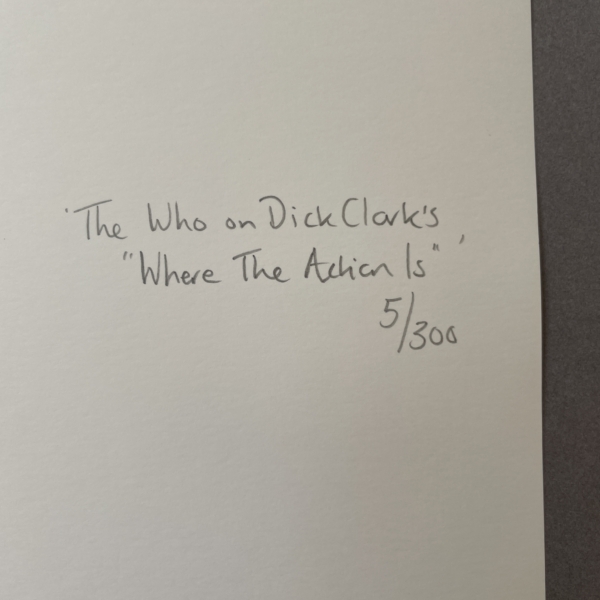 'The Who on Dick Clark's
"Where The Action Is"'
5/300